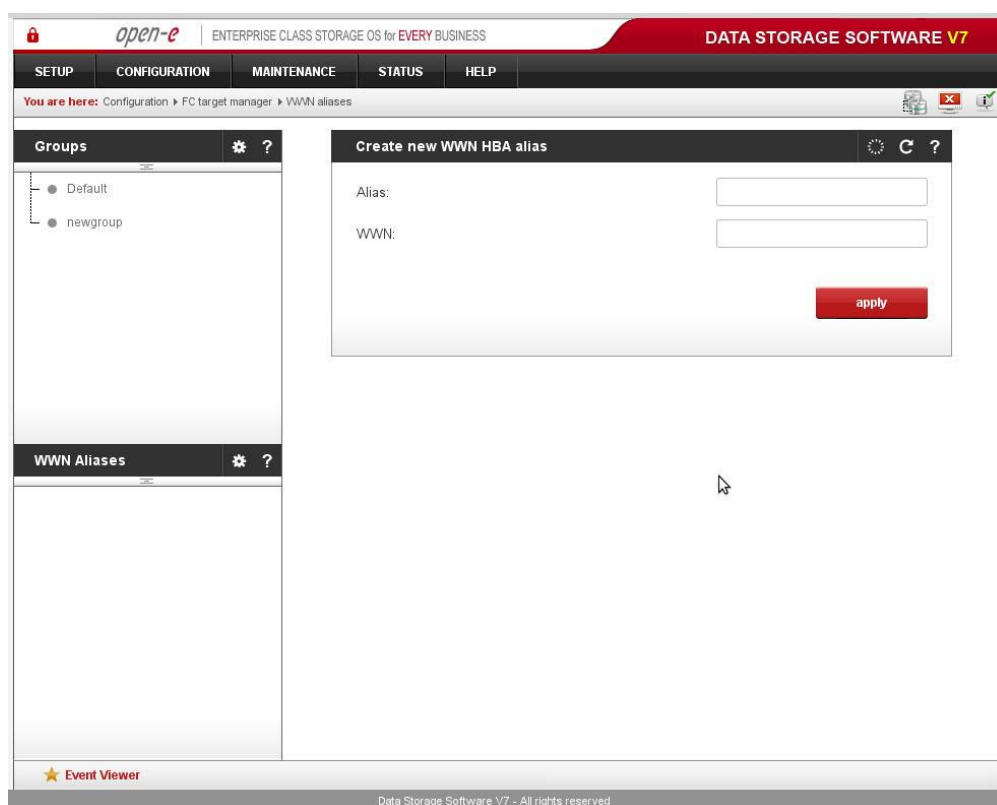 open-e ENTERPRISE CLASS STORAGE OS for EVERY BUSINESS DATA STORAGE SOFTWARE V7
SETUP CONFIGURATION MAINTENANCE STATUS HELP
You are here: Configuration FC target manager WWN aliases
Groups ?
Default
newgroup
Create new WWN HBA alias ?
Alias:
WWN:
apply
WWN Aliases ?
Event Viewer
Data Storage Software V7 - All rights reserved